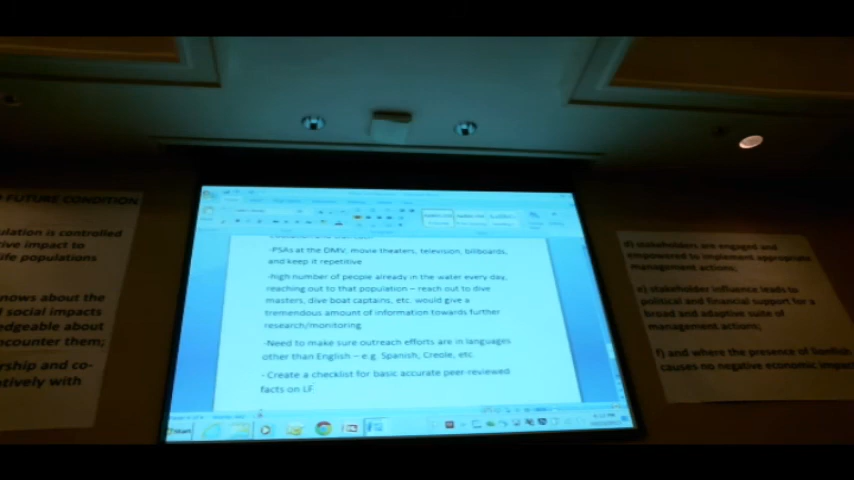 FUTURE CONDITION
ulation is controlled
ive impact to
life populations
nows about the
social impacts
edgeable about
ncounter them;
rship and co-
atively with
-PSAs at the DMV, movie theaters, television, billboards,
and keep it repetitive
-high number of people already in the water every day,
reaching out to that population – reach out to dive
masters, dive boat captains, etc. would give a
tremendous amount of information towards further
research/monitoring
-Need to make sure outreach efforts are in languages
other than English – e.g. Spanish, Creole, etc.
- Create a checklist for basic accurate peer-reviewed
facts on LF
Start
d) stakeholders are engaged and
empowered to implement appropriate
management actions;
e) stakeholder influence leads to
political and financial support for a
broad and adaptive suite of
management actions;
f) and where the presence of lionfish
causes no negative economic impac